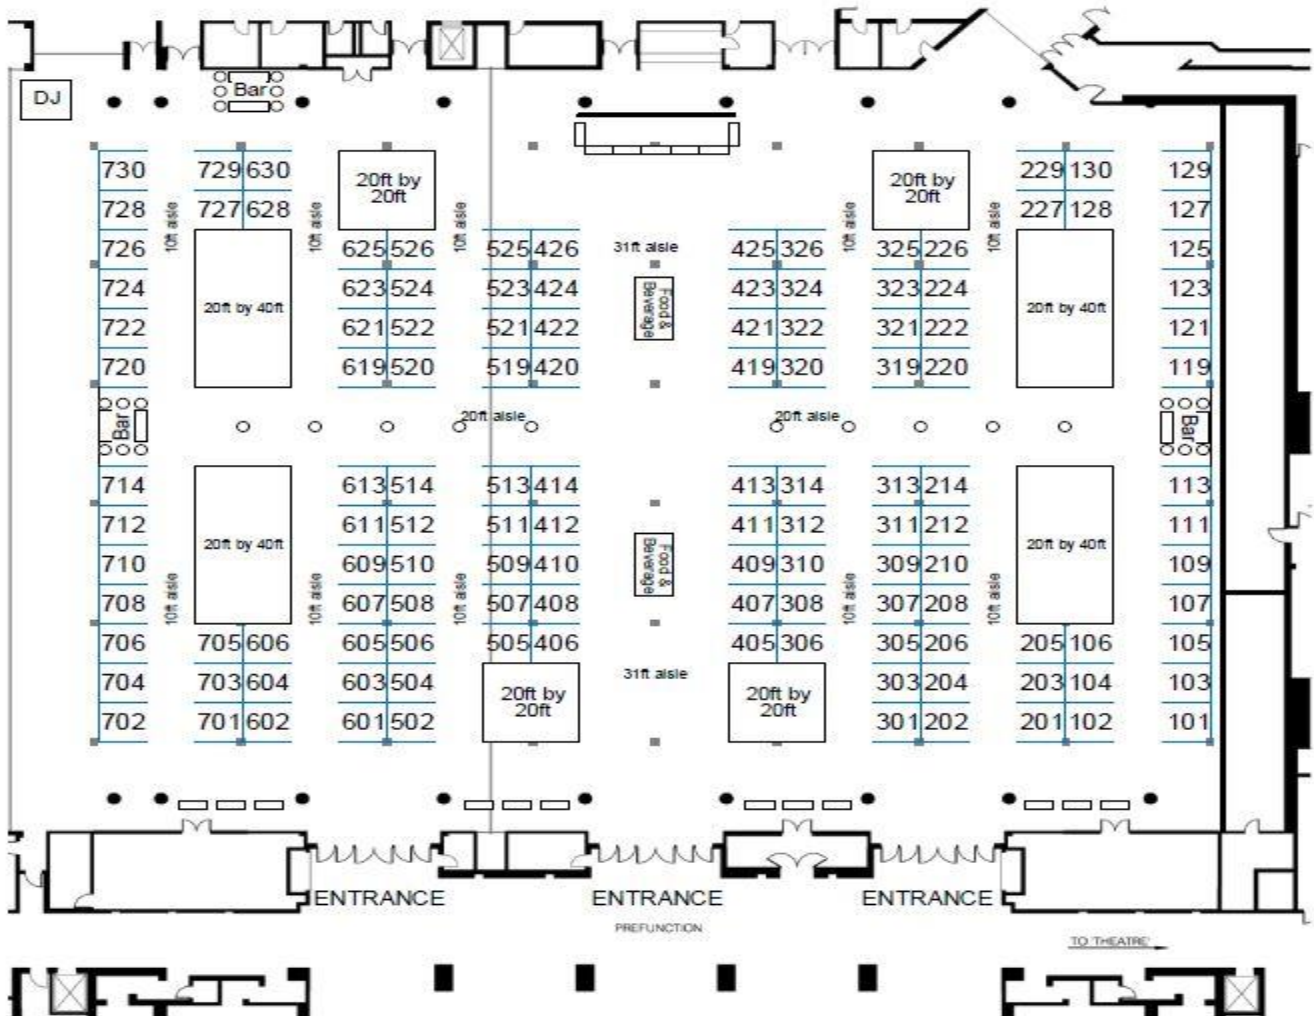 DJ
Bar
730 729 630 20ft by 20ft 20ft by 20ft 229 130 129
728 10ft aisle 727 628 10ft aisle 10ft aisle 10ft aisle 10ft aisle 227 128 127
726 625 526 525 426 31ft aisle 425 326 325 226 125
724 20ft by 40ft 623 524 523 424 Food & Beverage 423 324 323 224 20ft by 40ft 123
722 621 522 521 422 421 322 321 222 121
720 619 520 519 420 419 320 319 220 119
Bar 20ft aisle 20ft aisle Bar
714 613 514 513 414 413 314 313 214 113
712 611 512 511 412 411 312 311 212 111
710 20ft by 40ft 609 510 509 410 Food & Beverage 409 310 309 210 20ft by 40ft 109
708 10ft aisle 10ft aisle 607 508 10ft aisle 507 408 407 308 10ft aisle 307 208 10ft aisle 107
706 705 606 605 506 505 406 405 306 305 206 205 106 105
704 703 604 603 504 20ft by 20ft 31ft aisle 20ft by 20ft 303 204 203 104 103
702 701 602 601 502 301 202 201 102 101
ENTRANCE ENTRANCE ENTRANCE
PREFUNCTION
TO THEATRE